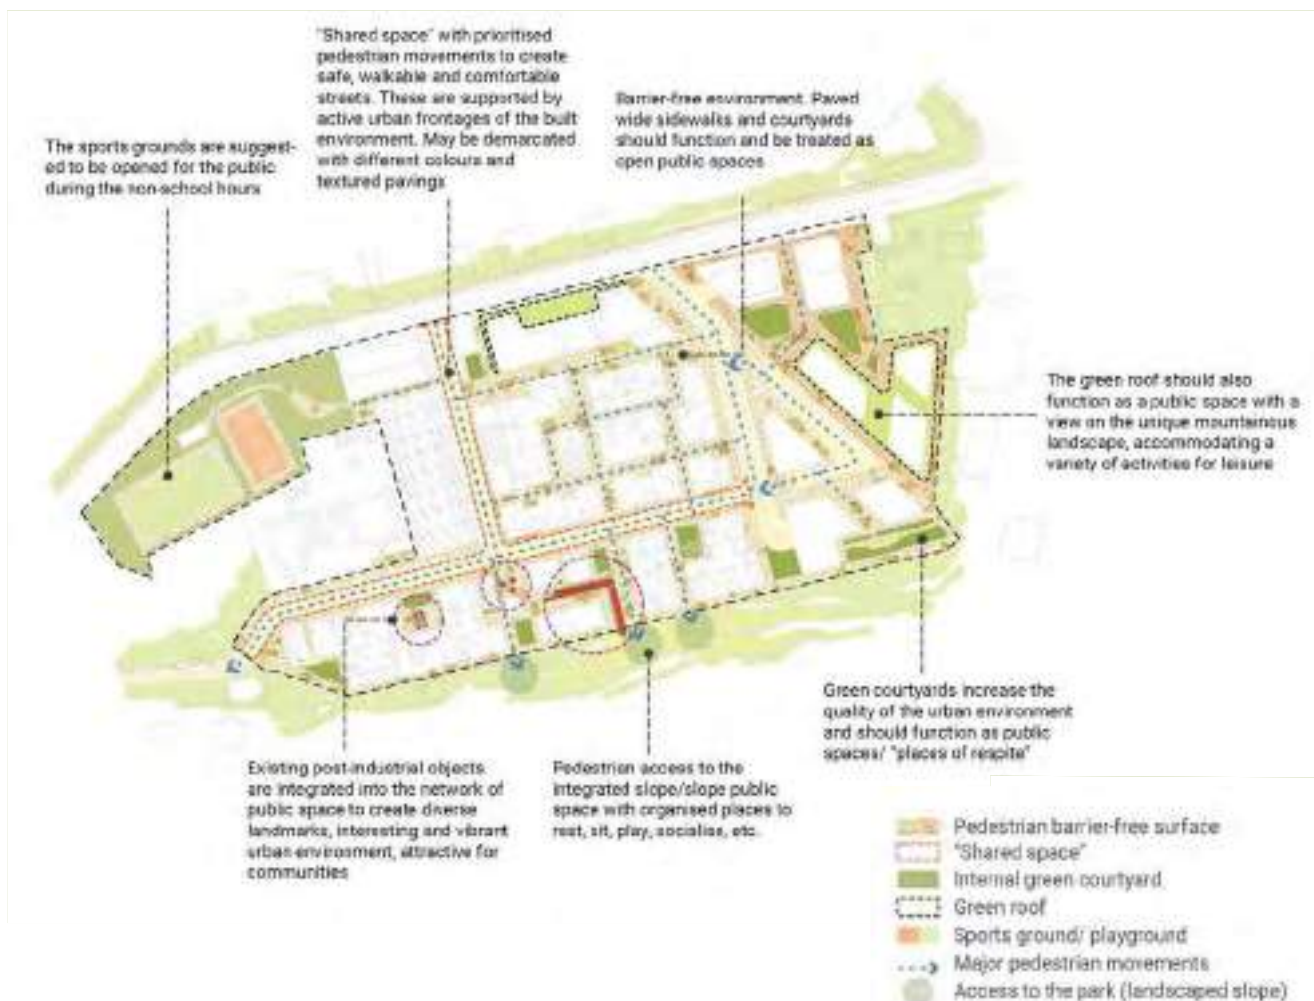 "Shared space" with prioritised
pedestrian movements to create
safe, walkable and comfortable
streets. These are supported by
active urban frontages of the built
environment. May be demarcated
with different colours and
textured pavings
Barrier-free environment. Paved
wide sidewalks and courtyards
should function and be treated as
open public spaces
The sports grounds are suggest-
ed to be opened for the public
during the non-school hours
The green roof should also
function as a public space with a
view on the unique mountainous
landscape, accommodating a
variety of activities for leisure
Green courtyards increase the
quality of the urban environment
and should function as public
spaces/ "places of respite"
Existing post-industrial objects
are integrated into the network of
public space to create diverse
landmarks, interesting and vibrant
urban environment, attractive for
communities
Pedestrian access to the
integrated slope/slope public
space with organised places to
rest, sit, play, socialise, etc.
Pedestrian barrier-free surface
"Shared space"
Internal green courtyard
Green roof
Sports ground/ playground
Major pedestrian movements
Access to the park (landscaped slope)